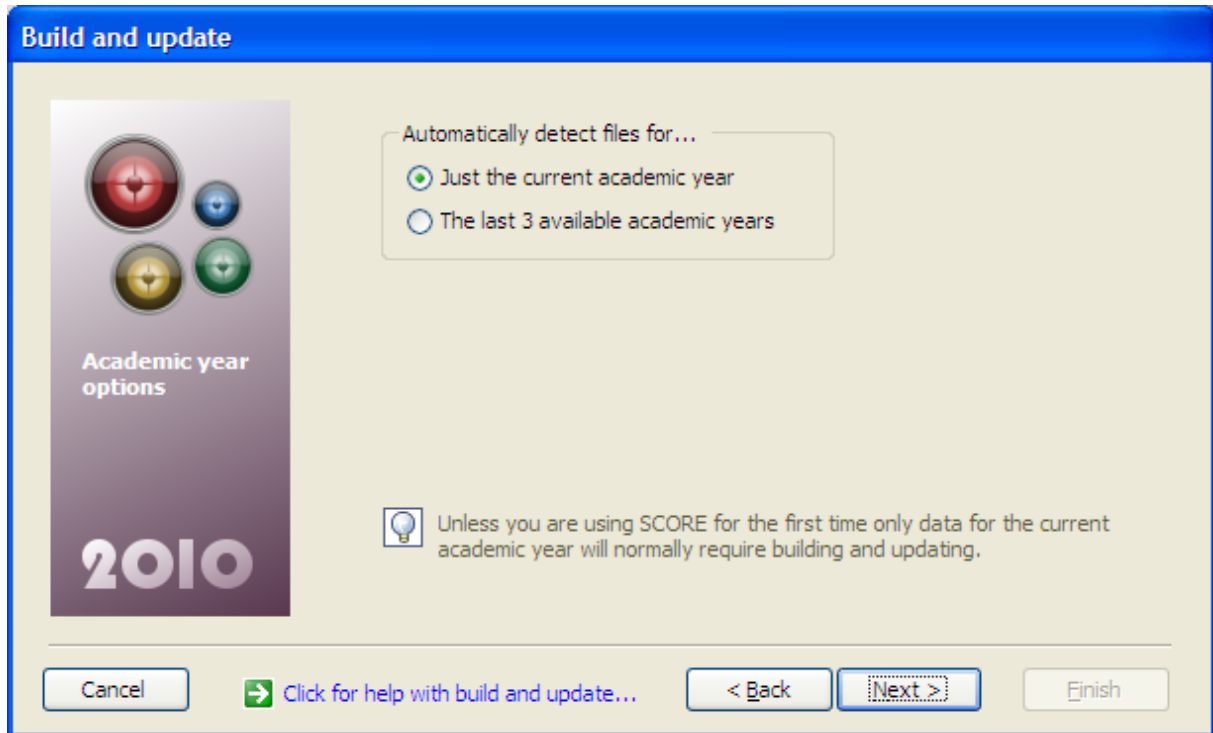 Build and update
Automatically detect files for...
Just the current academic year
The last 3 available academic years
Academic year
options
Unless you are using SCORE for the first time only data for the current
academic year will normally require building and updating.
2010
Cancel
Click for help with build and update...
< Back
Next >
Finish